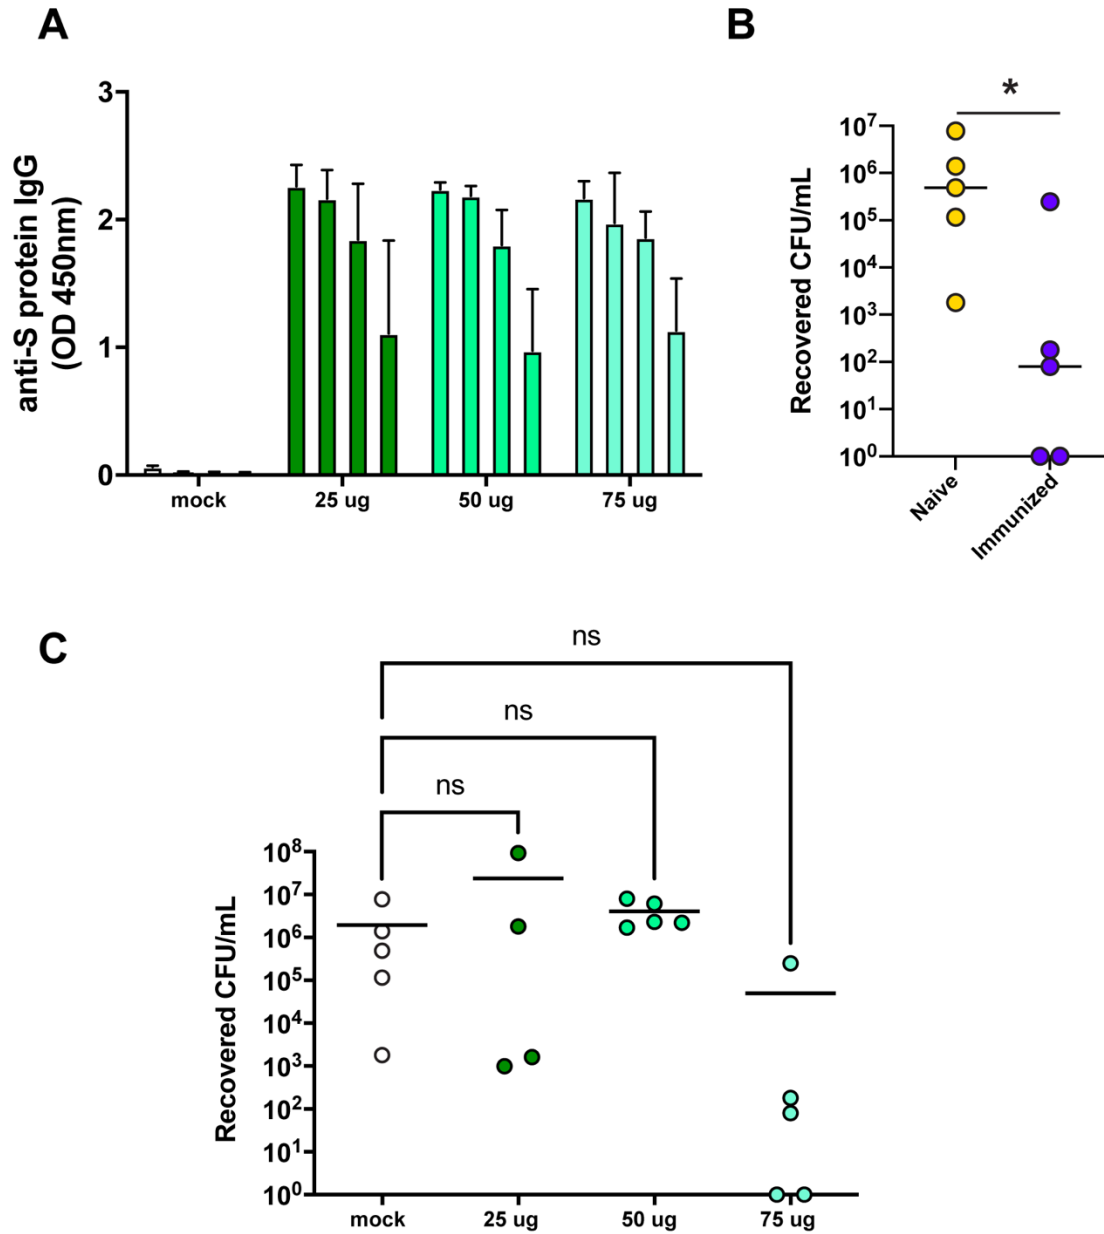 A
anti-S protein IgG
(OD 450nm)
3
2
1
0
mock 25 ug 50 ug 75 ug
B
*
Recovered CFU/mL
10⁷
10⁶
10⁵
10⁴
10³
10²
10¹
10⁰
Naive Immunized
C
ns
ns
ns
Recovered CFU/mL
10⁸
10⁷
10⁶
10⁵
10⁴
10³
10²
10¹
10⁰
mock 25 ug 50 ug 75 ug